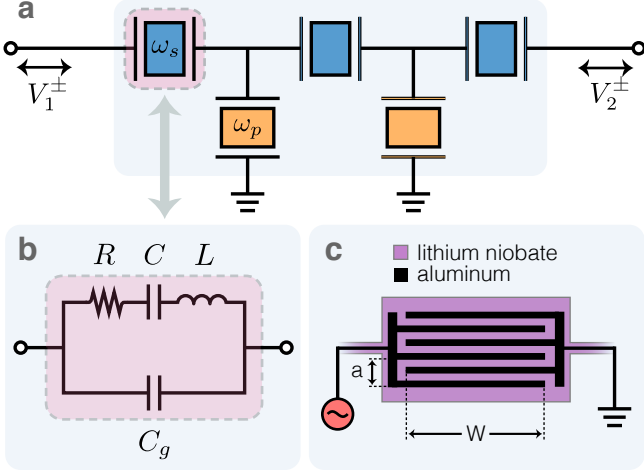 a
ω_s
V_1^±
V_2^±
ω_p
b
R C L
C_g
c
lithium niobate
aluminum
a
W